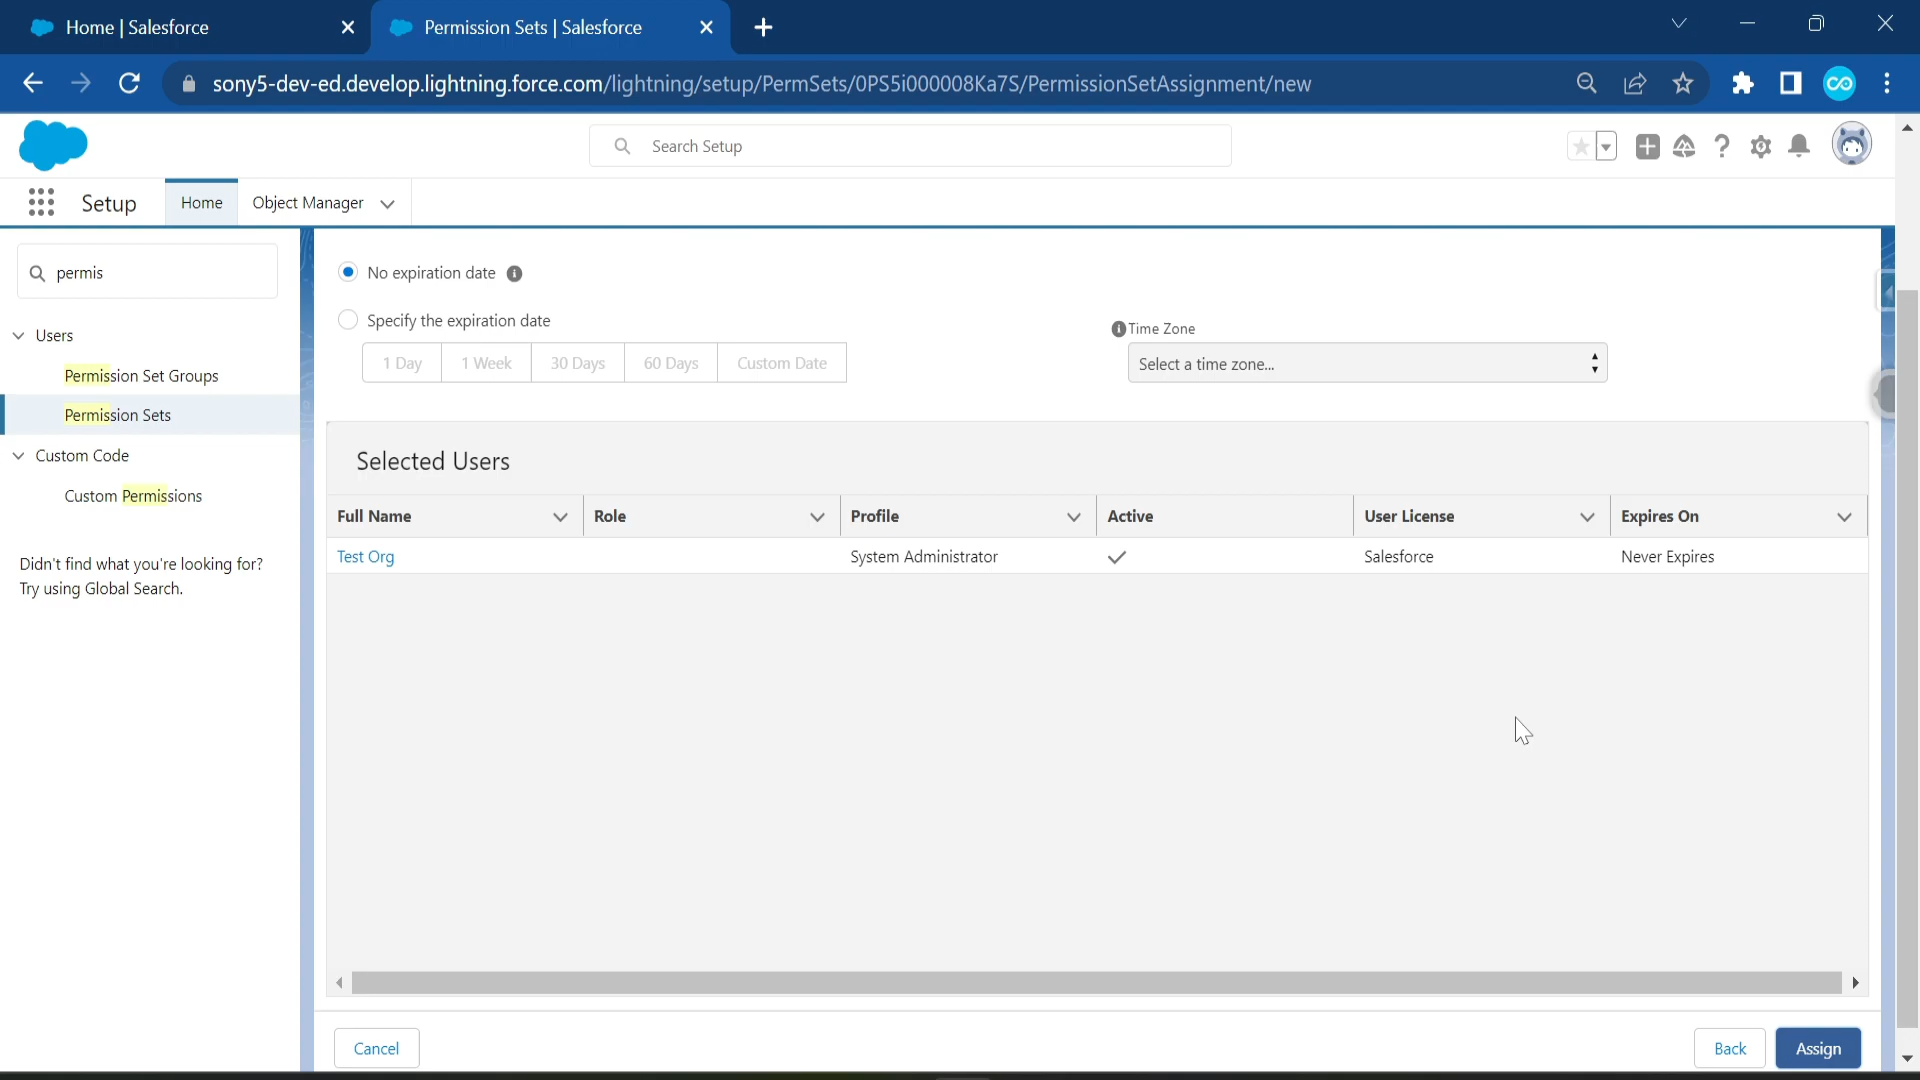 Home | Salesforce
Permission Sets | Salesforce
sony5-dev-ed.develop.lightning.force.com/lightning/setup/PermSets/0PS5i000008Ka7S/PermissionSetAssignment/new
Search Setup
Setup
Home
Object Manager
permis
Users
Permission Set Groups
Permission Sets
Custom Code
Custom Permissions
Didn't find what you're looking for?
Try using Global Search.
No expiration date
Specify the expiration date
1 Day
1 Week
30 Days
60 Days
Custom Date
Time Zone
Select a time zone...
Selected Users
Full Name
Role
Profile
Active
User License
Expires On
Test Org
System Administrator
Salesforce
Never Expires
Cancel
Back
Assign